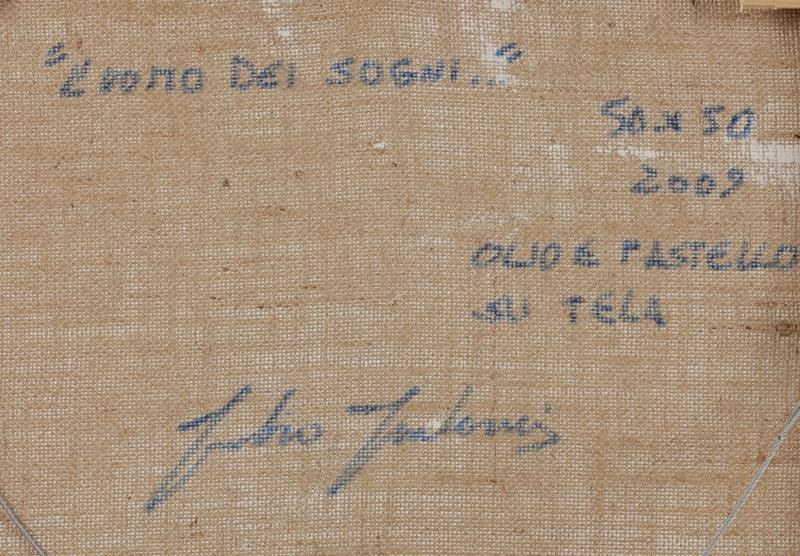 "L'UOMO DEI SOGNI..."
50 x 50
2009
OLIO E PASTELLO
SU TELA